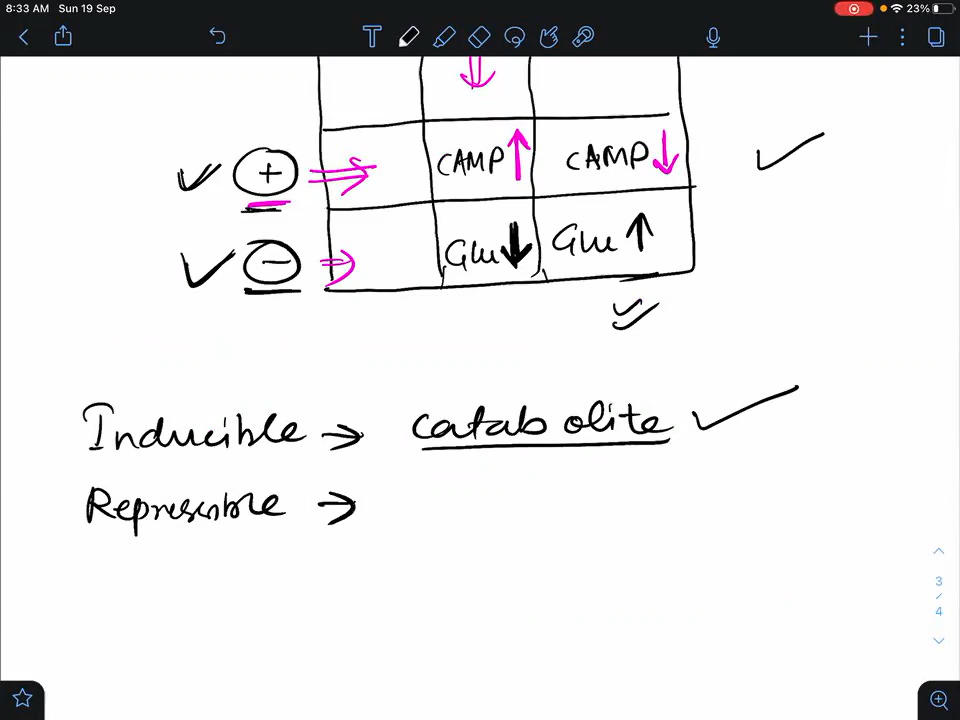 8:33 AM Sun 19 Sep 23%
T
+ CAMP ↑ CAMP ↓
- Glu ↓ Glu ↑
Inducible → catabolite ✓
Repressible →
3
/
4